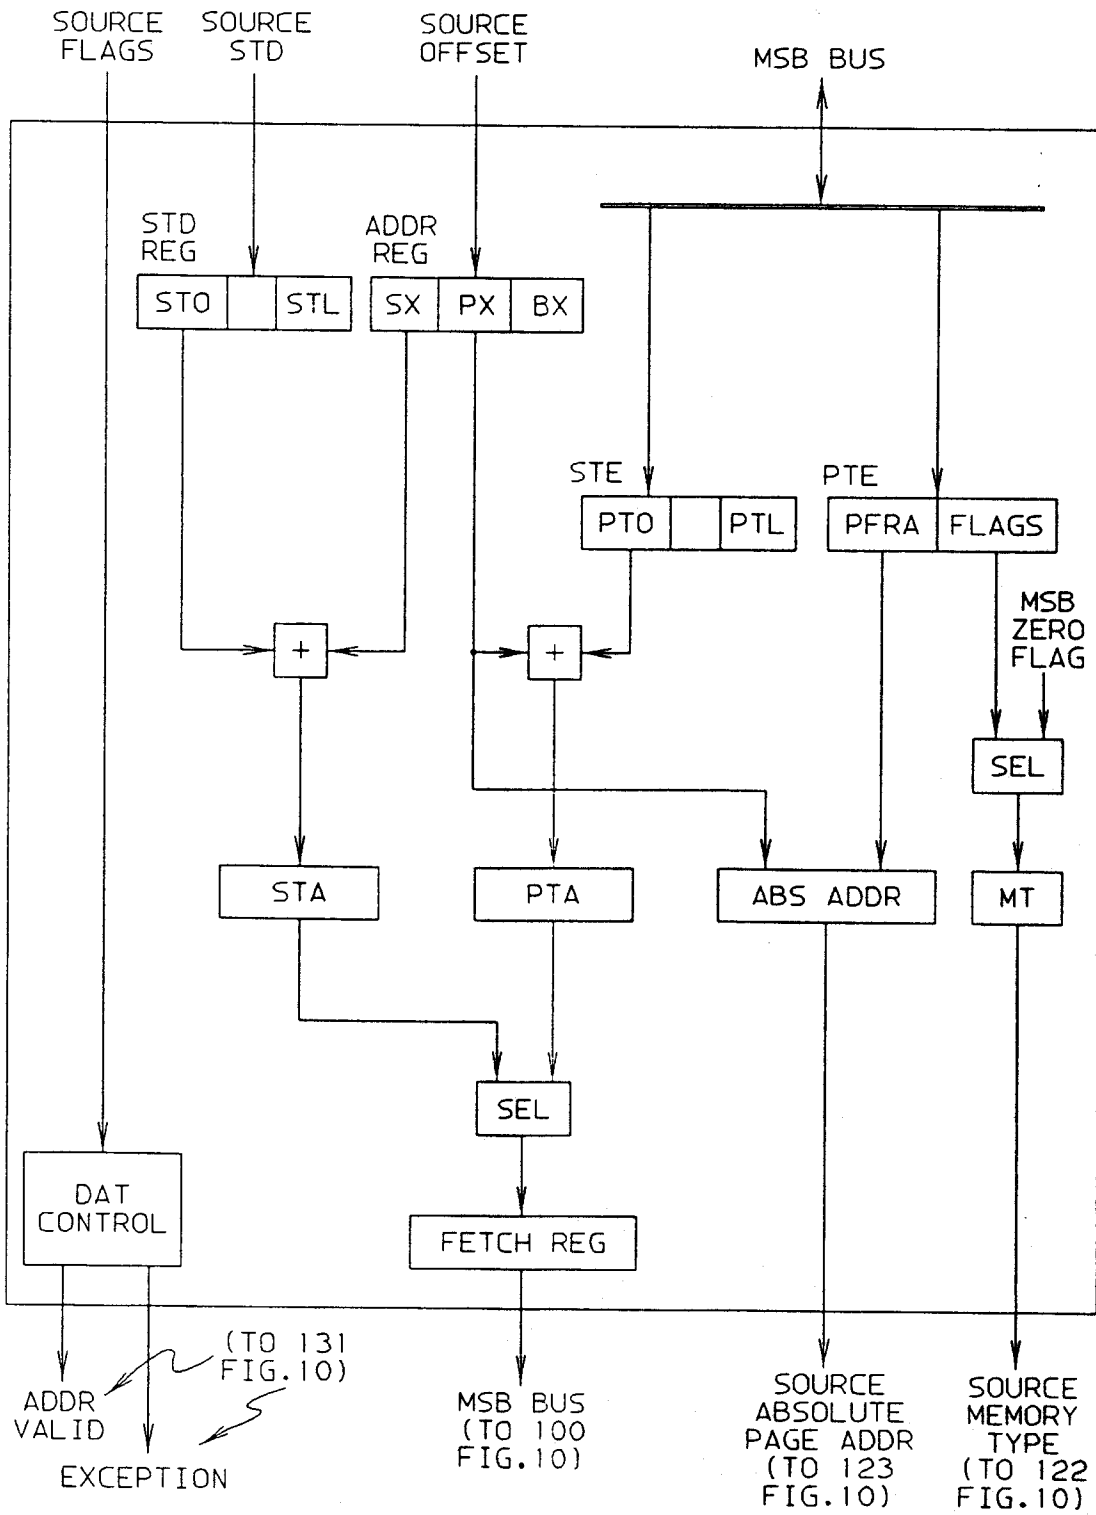 SOURCE
FLAGS
SOURCE
STD
SOURCE
OFFSET
MSB BUS
STD
REG
ADDR
REG
STO
STL
SX
PX
BX
STE
PTE
PTO
PTL
PFRA
FLAGS
MSB
ZERO
FLAG
+
+
SEL
STA
PTA
ABS ADDR
MT
SEL
DAT
CONTROL
FETCH REG
(TO 131
FIG.10)
ADDR
VALID
EXCEPTION
MSB BUS
(TO 100
FIG.10)
SOURCE
ABSOLUTE
PAGE ADDR
(TO 123
FIG.10)
SOURCE
MEMORY
TYPE
(TO 122
FIG.10)